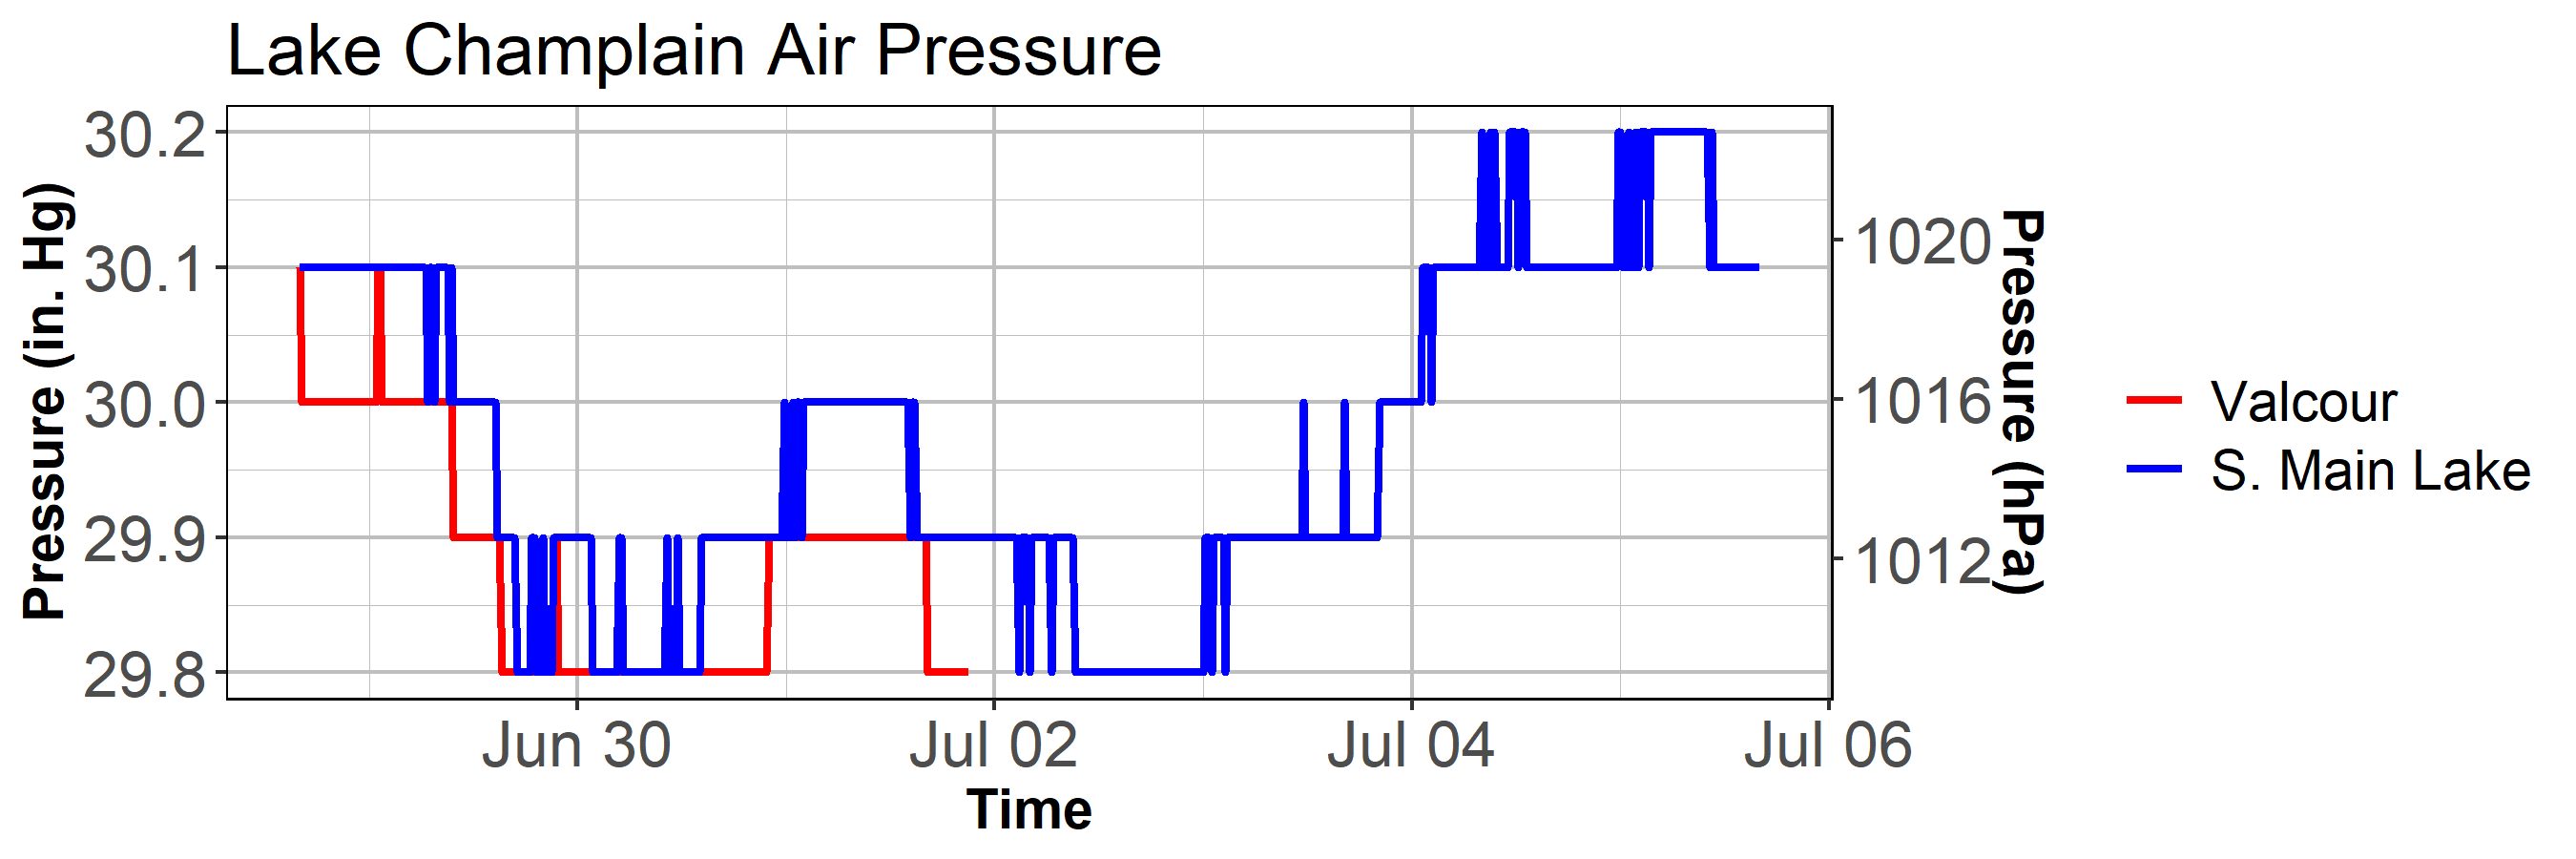 Lake Champlain Air Pressure
30.2
30.1
30.0
29.9
29.8
Pressure (in. Hg)
1020
1016
1012
Pressure (hPa)
Jun 30
Jul 02
Jul 04
Jul 06
Time
Valcour
S. Main Lake